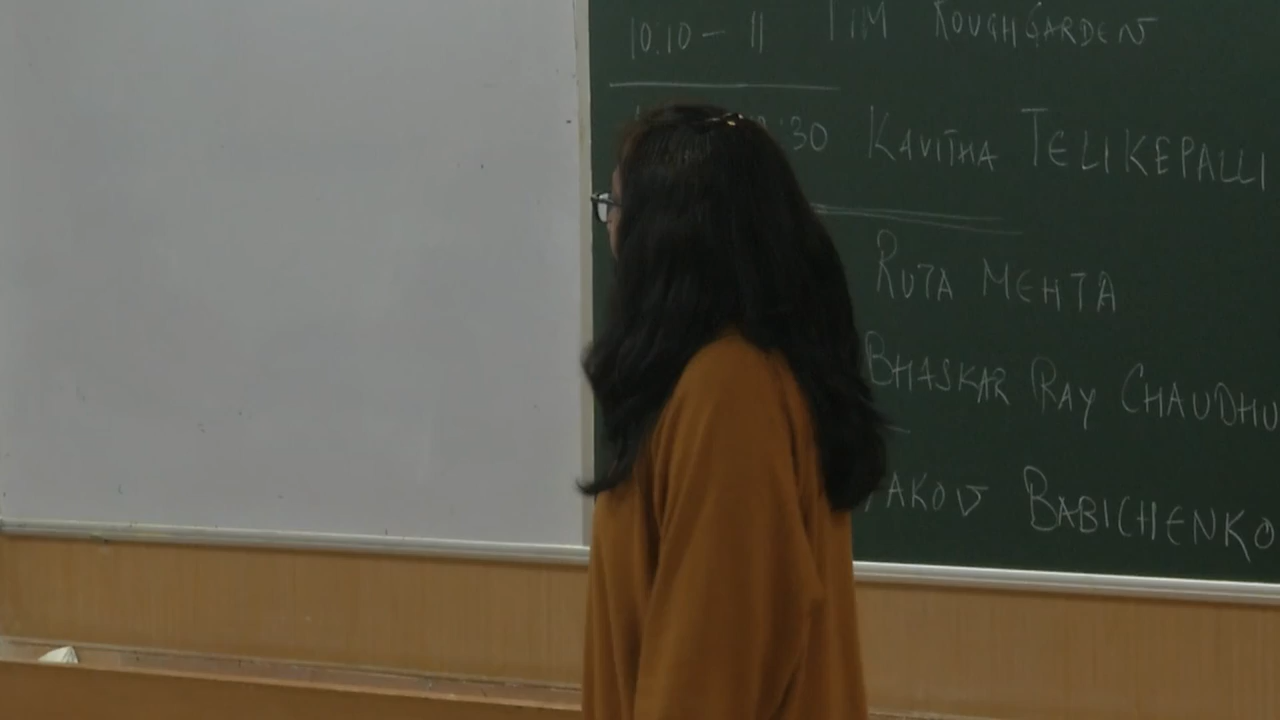 10.10 – 11 TIM ROUGHGARDEN
:30 KAVITHA TELIKEPALLI
RUTA MEHTA
BHASKAR RAY CHAUDHU
AKOV BABICHENKO